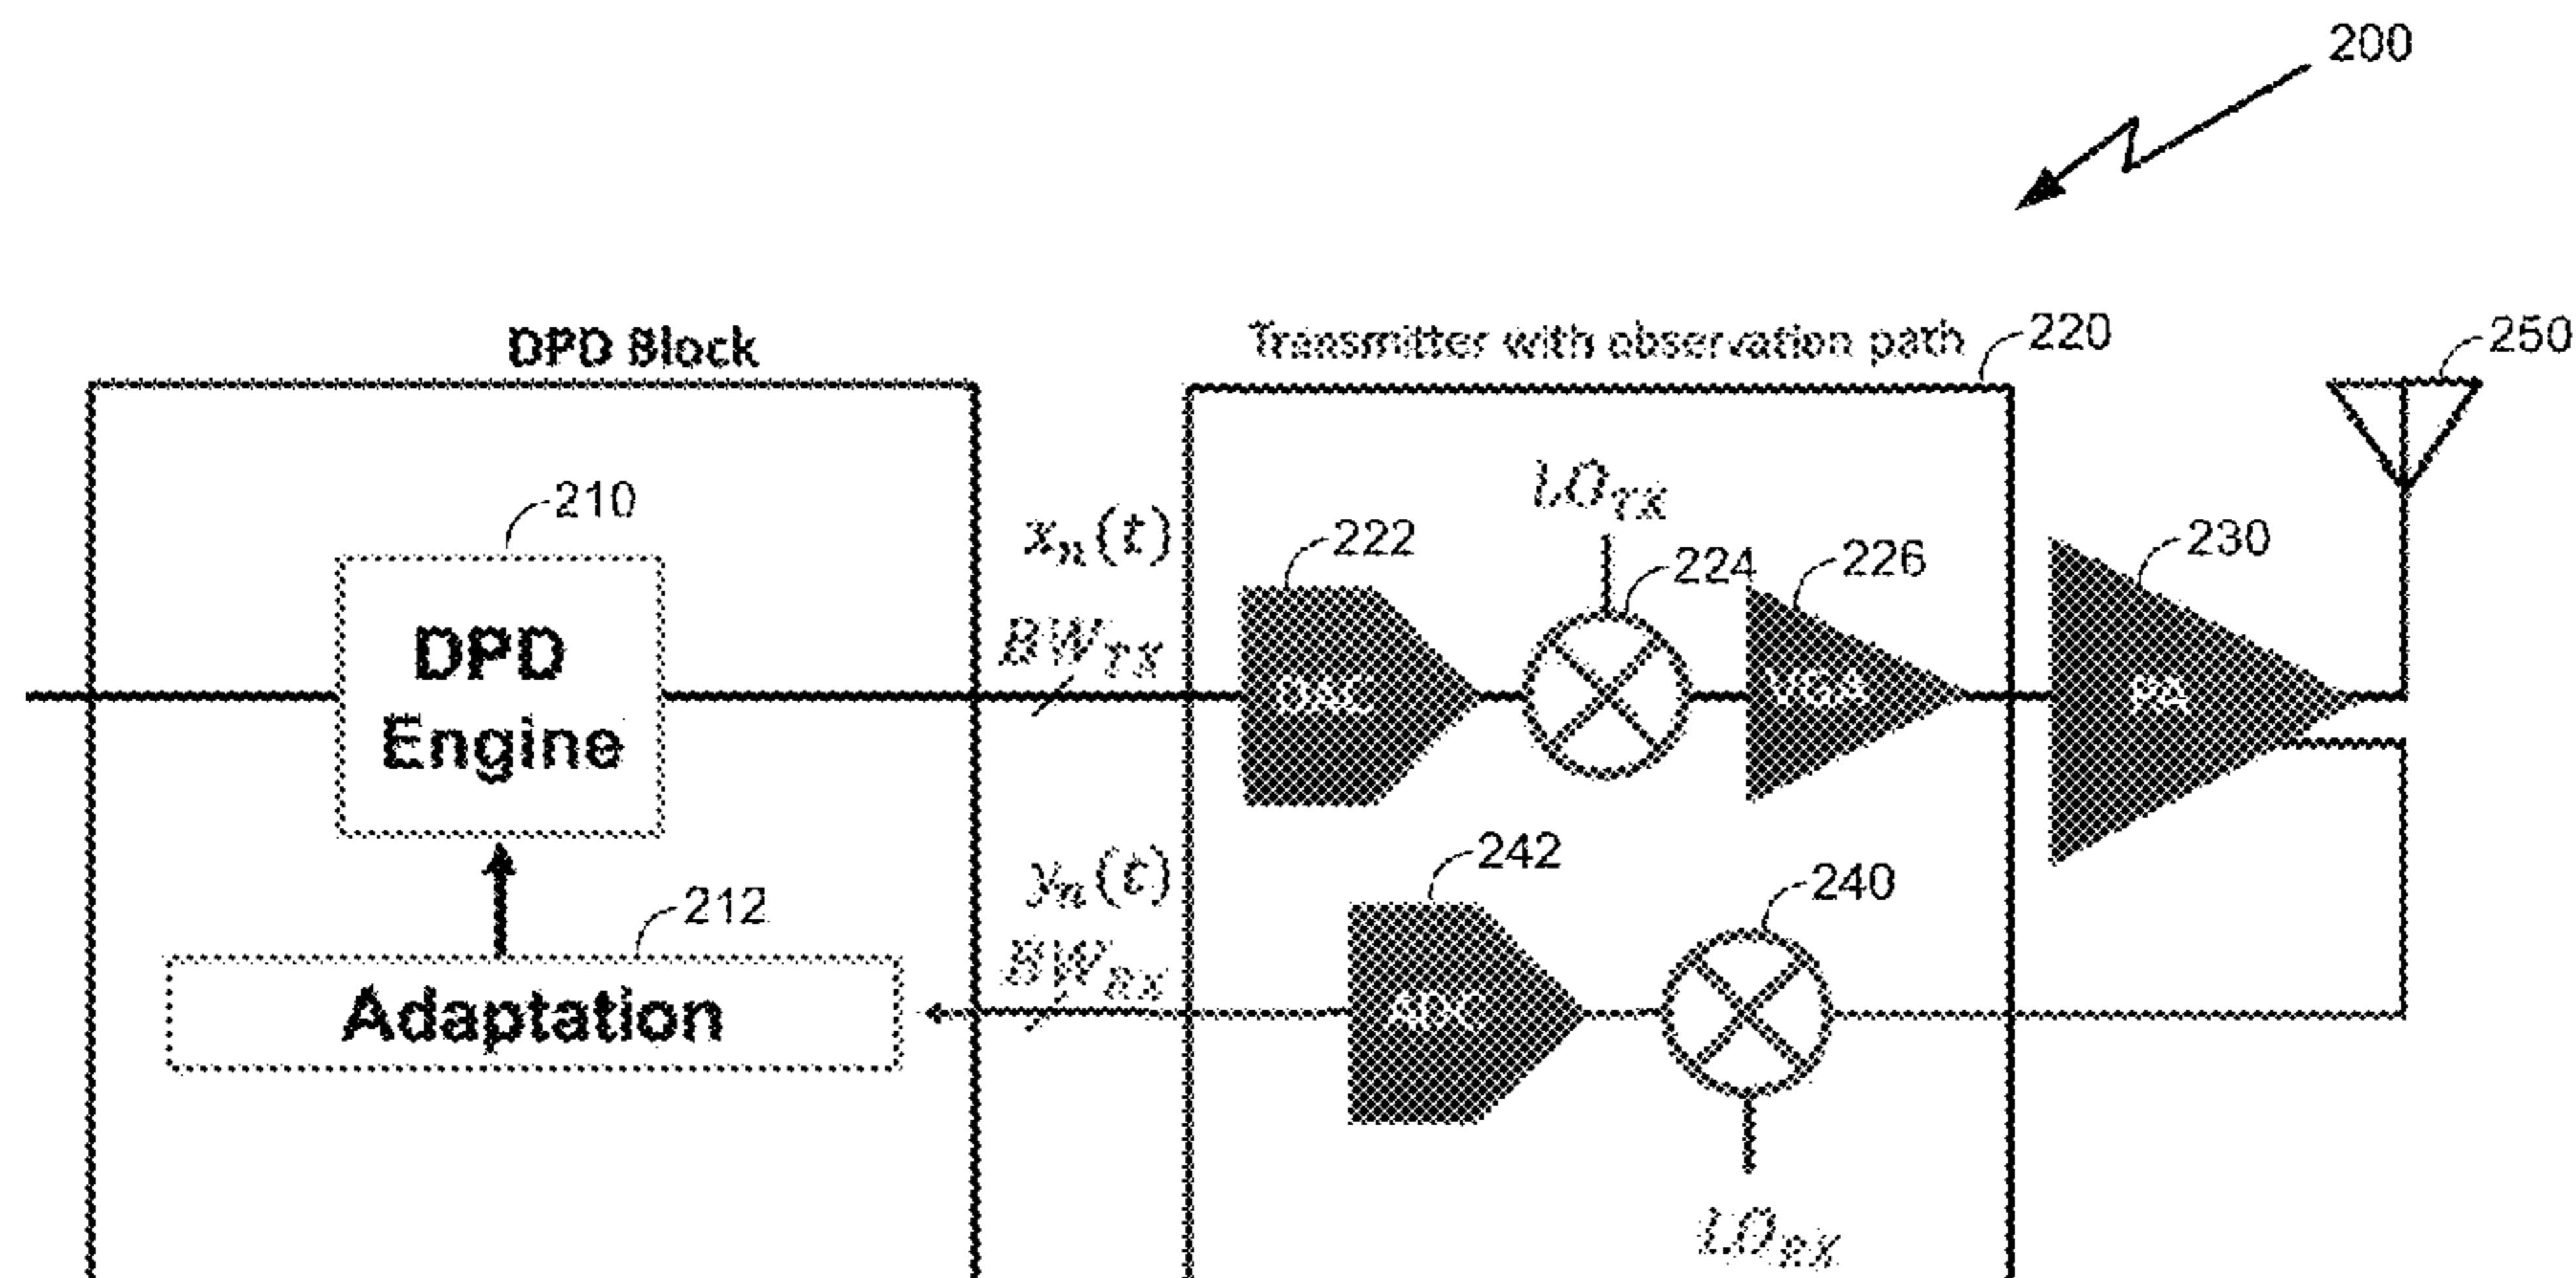 200
DPD Block
Transmitter with observation path
220
250
210
DPD
Engine
x_n(t)
BW_TX
LO_TX
222
224
226
230
DAC
VGA
PA
212
Adaptation
y_n(t)
BW_RX
242
240
ADC
LO_RX